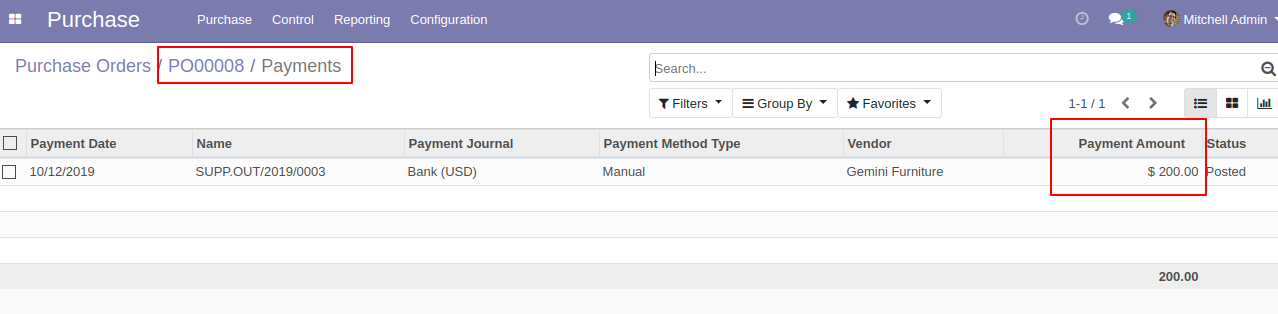 Purchase Purchase Control Reporting Configuration 1 Mitchell Admin
Purchase Orders / PO00008 / Payments Search...
Filters Group By Favorites 1-1 / 1
Payment Date Name Payment Journal Payment Method Type Vendor Payment Amount Status
10/12/2019 SUPP.OUT/2019/0003 Bank (USD) Manual Gemini Furniture $ 200.00 Posted
200.00